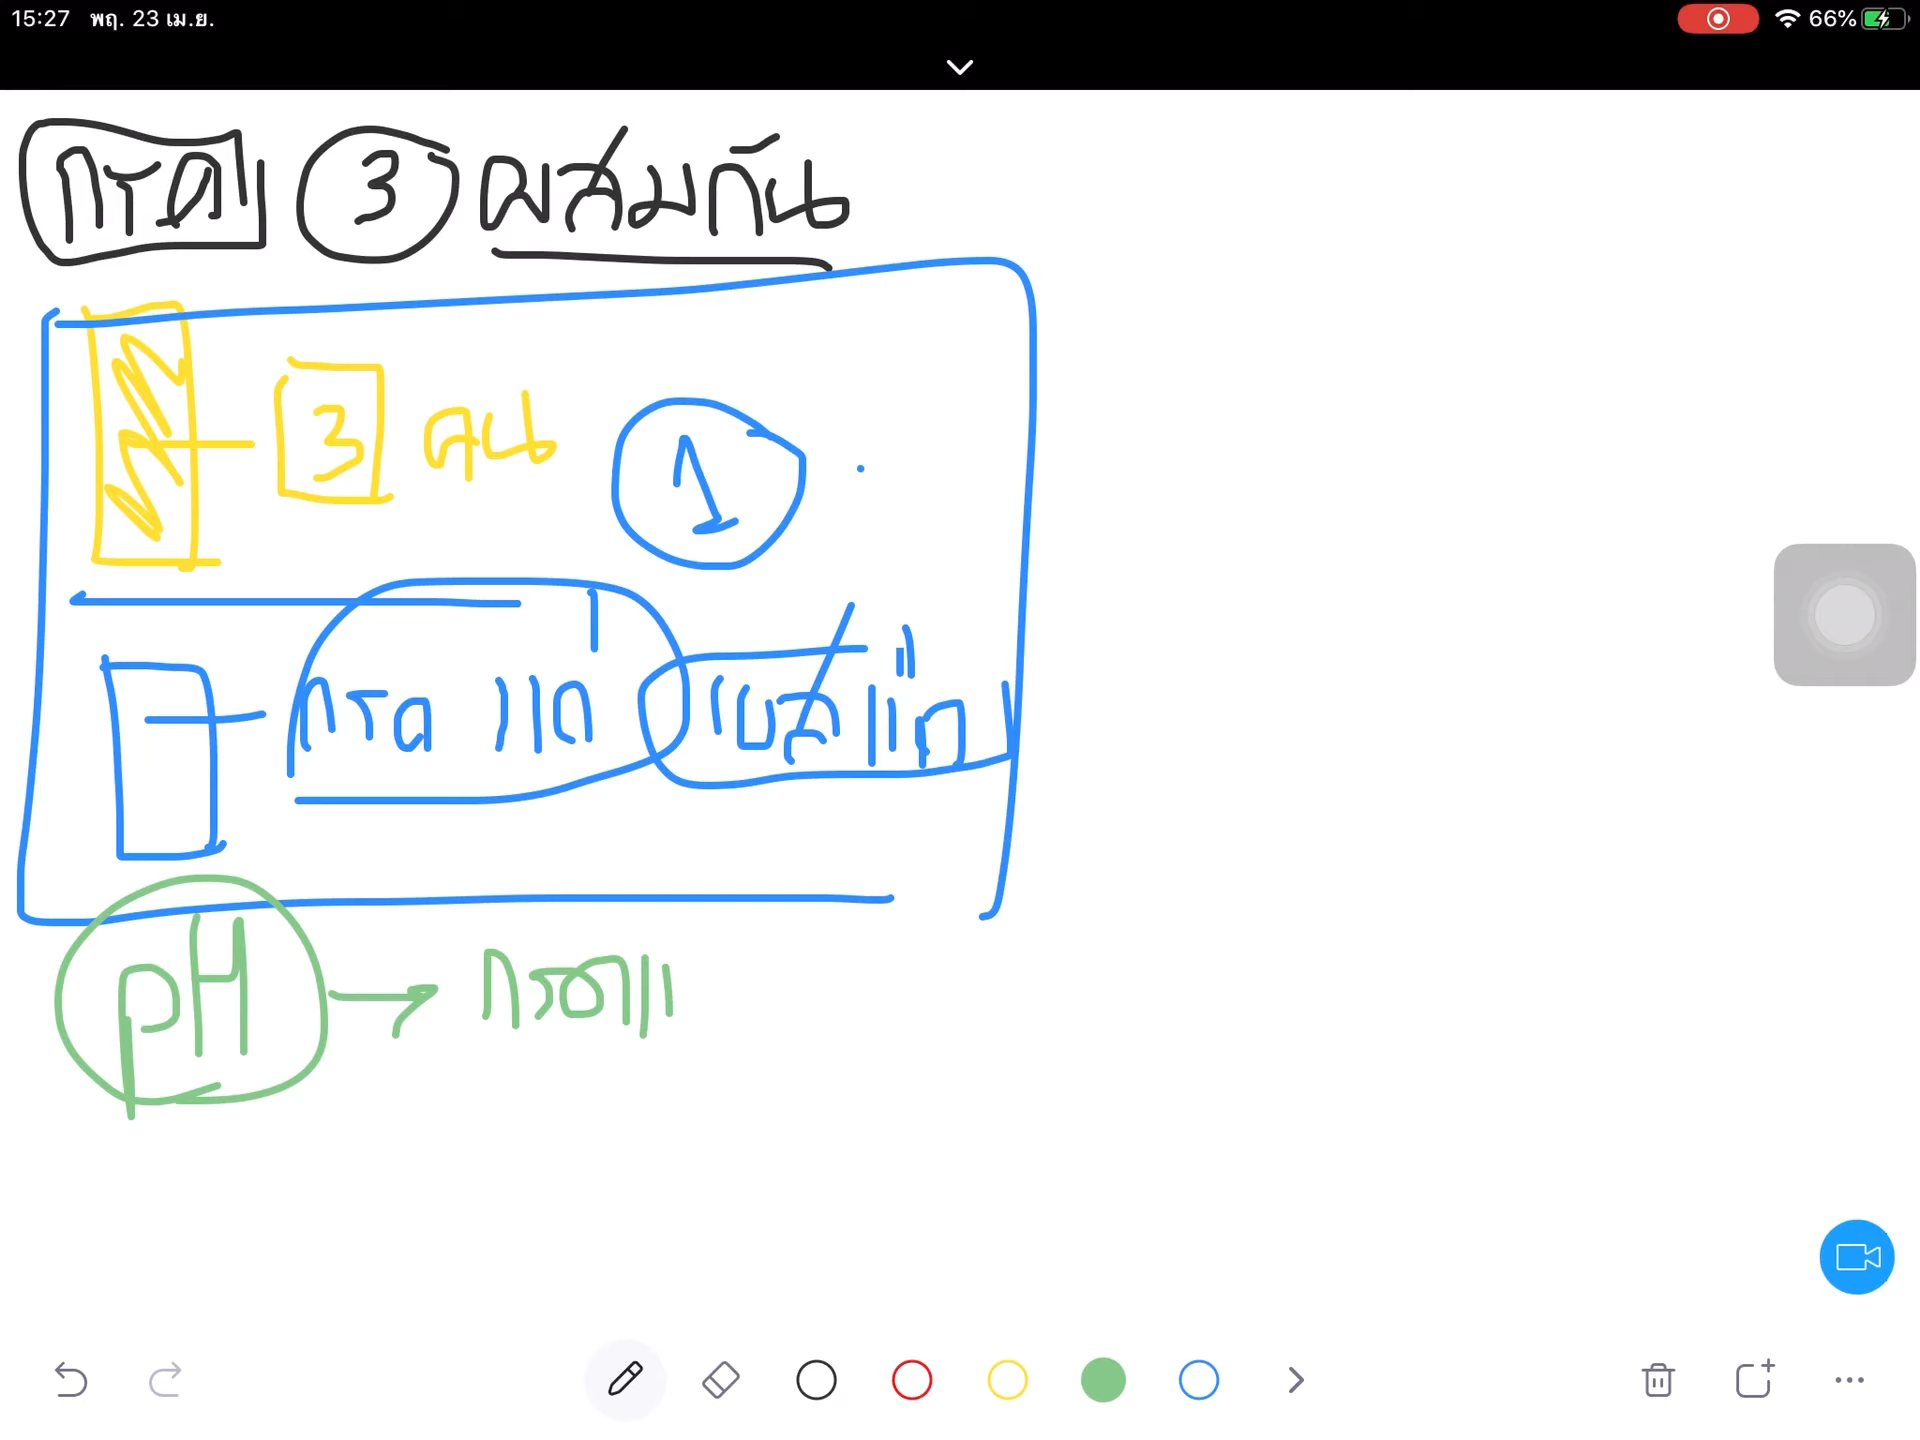 15:27 พฤ. 23 เม.ย. 66%
กรด 3 ผสมกัน
3 คน 1
กรด แก่ เบสแก่
pH → กรดแ